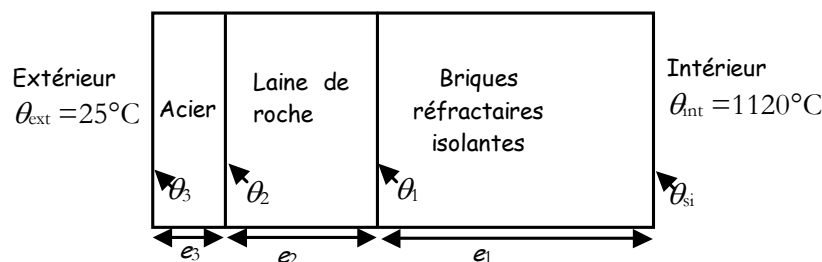 Extérieur
θext =25°C
Acier
Laine de
roche
Briques
réfractaires
isolantes
Intérieur
θint =1120°C
θ3
θ2
θ1
θsi
e3
e2
e1